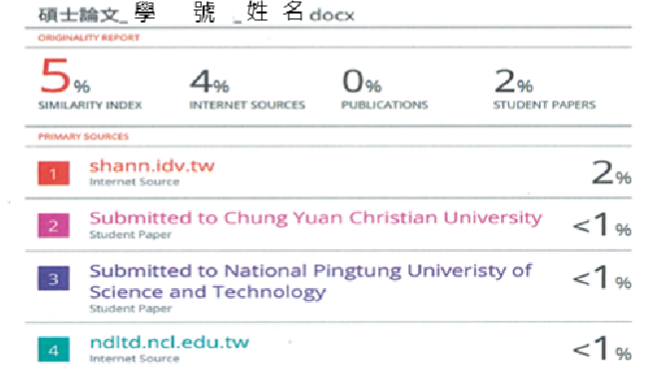 碩士論文_學 號 _姓 名docx
ORIGINALITY REPORT
5% 4% 0% 2%
SIMILARITY INDEX INTERNET SOURCES PUBLICATIONS STUDENT PAPERS
PRIMARY SOURCES
1 shann.idv.tw 2%
Internet Source
2 Submitted to Chung Yuan Christian University <1%
Student Paper
3 Submitted to National Pingtung Univeristy of <1%
Science and Technology
Student Paper
4 ndltd.ncl.edu.tw <1%
Internet Source